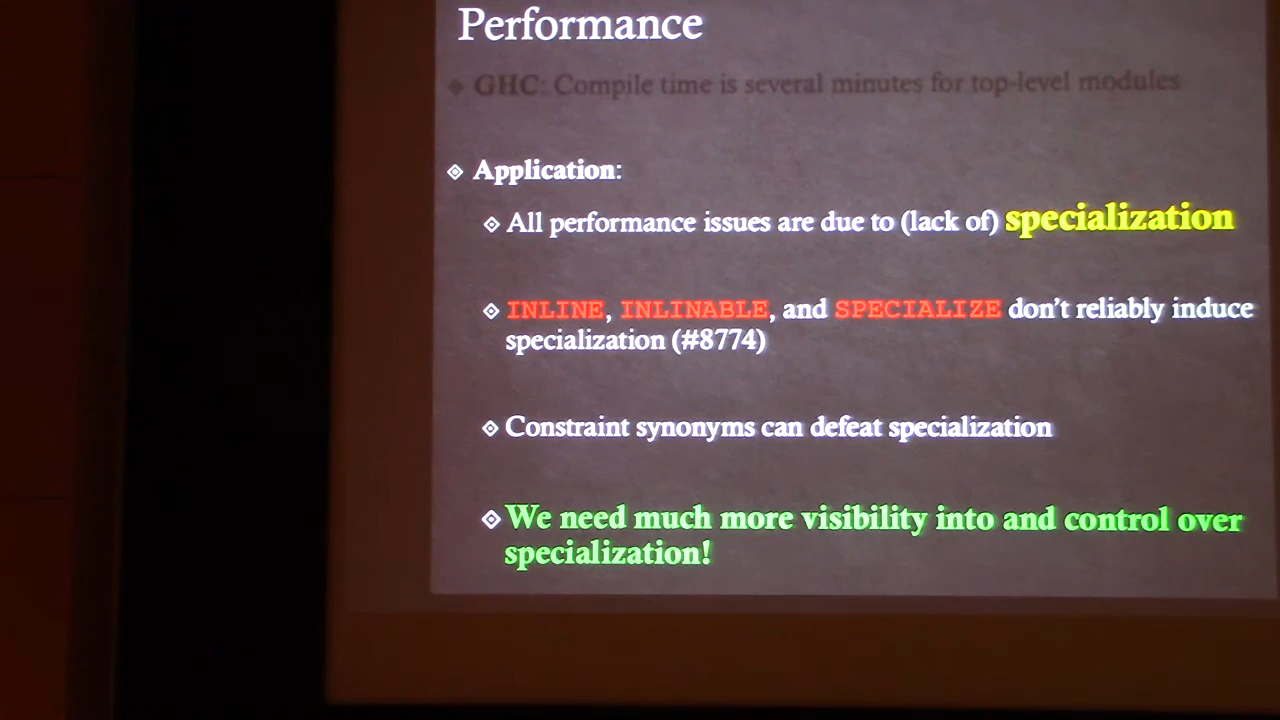 Performance
GHC: Compile time is several minutes for top-level modules
Application:
All performance issues are due to (lack of) specialization
INLINE, INLINABLE, and SPECIALIZE don't reliably induce
specialization (#8774)
Constraint synonyms can defeat specialization
We need much more visibility into and control over
specialization!